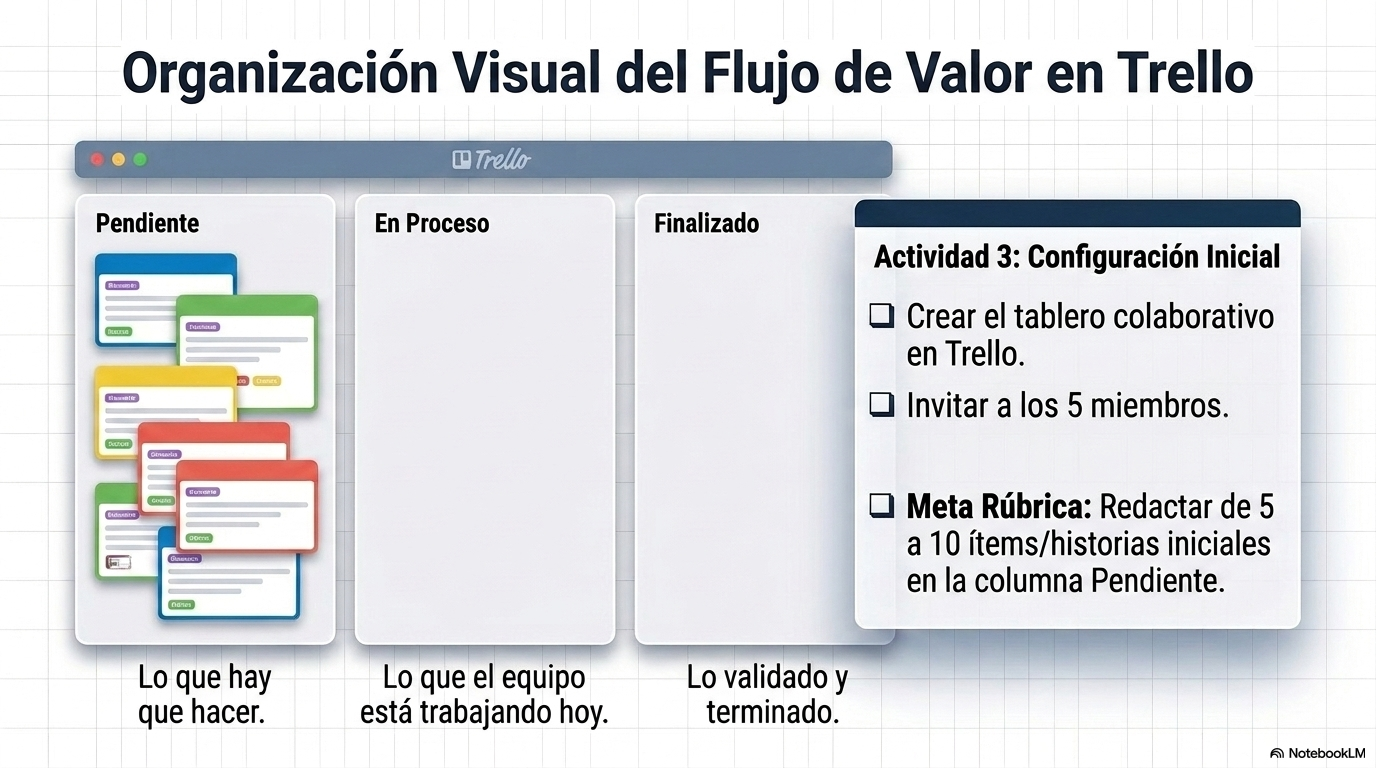 Organización Visual del Flujo de Valor en Trello
Trello
Pendiente
En Proceso
Finalizado
Actividad 3: Configuración Inicial
Crear el tablero colaborativo
en Trello.
Invitar a los 5 miembros.
Meta Rúbrica: Redactar de 5
a 10 ítems/historias iniciales
en la columna Pendiente.
Lo que hay
que hacer.
Lo que el equipo
está trabajando hoy.
Lo validado y
terminado.
NotebookLM